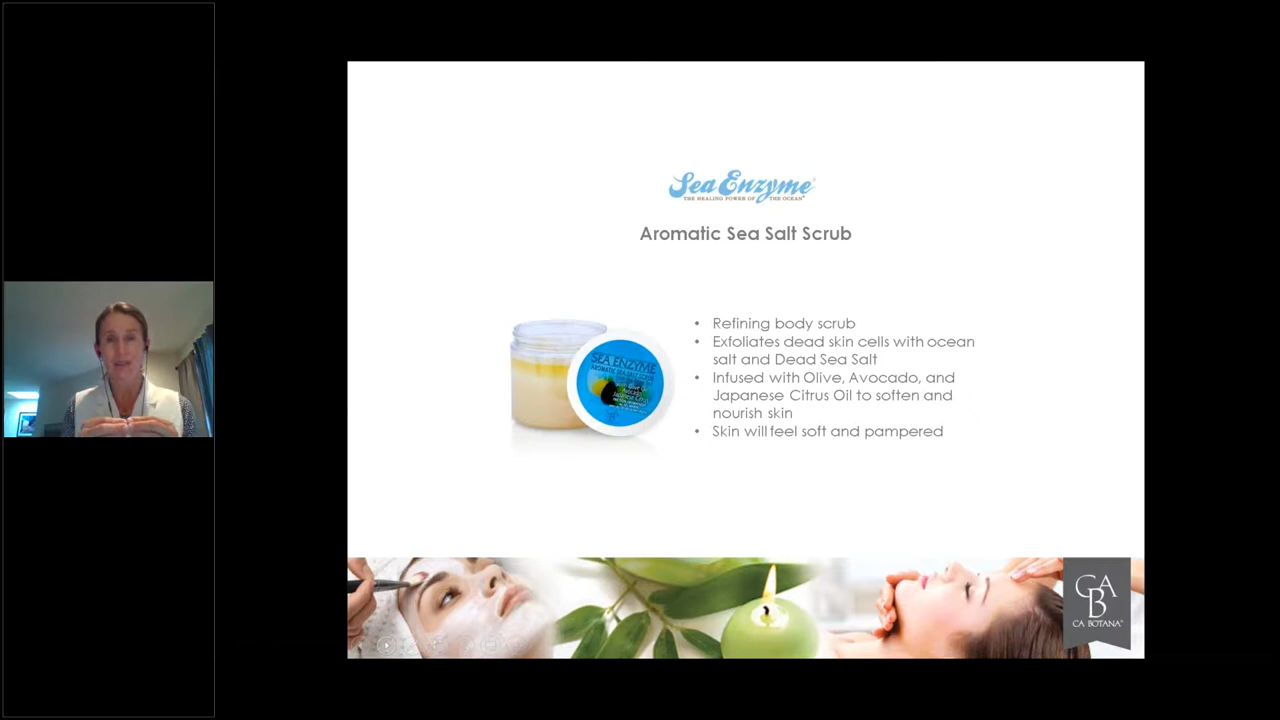 Sea Enzyme®
THE HEALING POWER OF THE OCEAN®
Aromatic Sea Salt Scrub
SEA ENZYME
AROMATIC SEA SALT SCRUB
Japanese Citrus
• Refining body scrub
• Exfoliates dead skin cells with ocean
salt and Dead Sea Salt
• Infused with Olive, Avocado, and
Japanese Citrus Oil to soften and
nourish skin
• Skin will feel soft and pampered
CA
B
CA BOTANA®